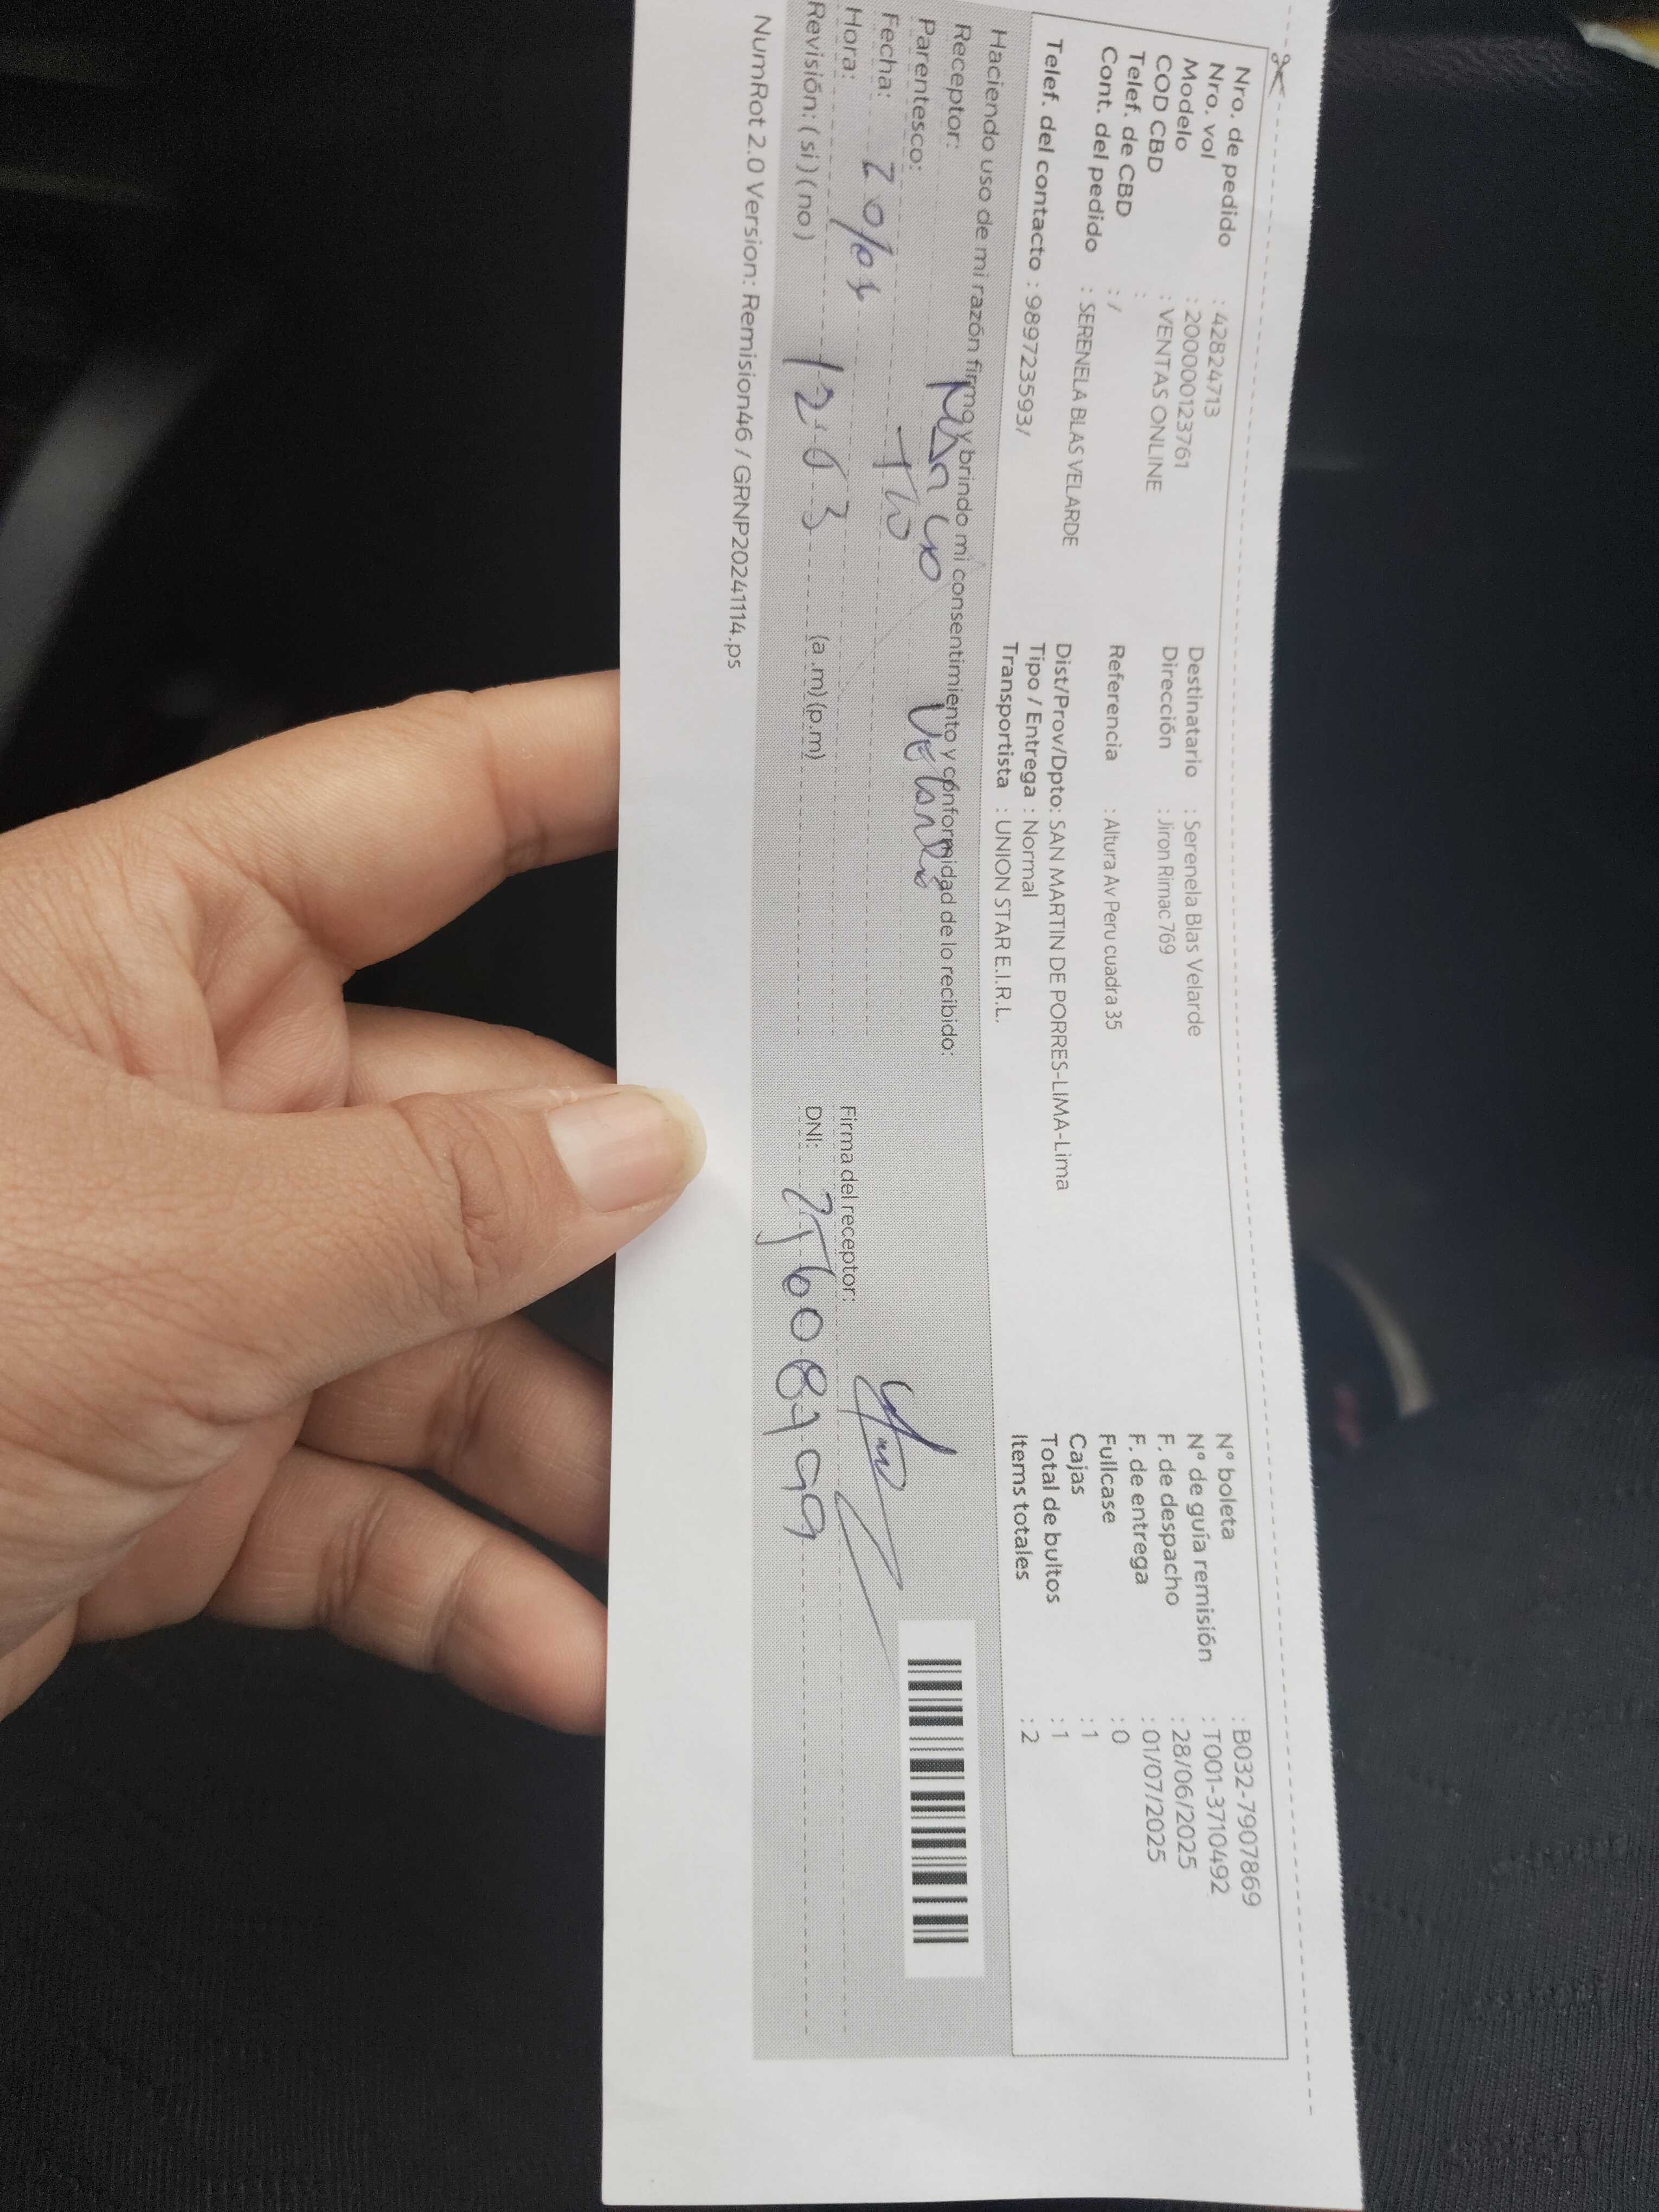 Nro. de pedido : 42824713
Nro. vol : 200000123761
Modelo : VENTAS ONLINE
COD CBD :
Telef. de CBD : /
Cont. del pedido : SERENELA BLAS VELARDE
Telef. del contacto : 989723593/
Destinatario : Serenela Blas Velarde
Dirección : Jiron Rimac 769
Referencia : Altura Av Peru cuadra 35
Dist/Prov/Dpto: SAN MARTIN DE PORRES-LIMA-Lima
Tipo / Entrega : Normal
Transportista : UNION STAR E.I.R.L.
N° boleta : B032-7907869
N° de guía remisión : T001-3710492
F. de despacho : 28/06/2025
F. de entrega : 01/07/2025
Fullcase : 0
Cajas : 1
Total de bultos : 1
Items totales : 2
Haciendo uso de mi razón firmo y brindo mi consentimiento y conformidad de lo recibido:
Receptor: Velarde
Parentesco: Tio
Fecha:
Hora: 12:03 (a .m) (p.m)
Revisión: ( si ) ( no )
Firma del receptor:
DNI:
NumRot 2.0 Version: Remision46 / GRNP20241114.ps